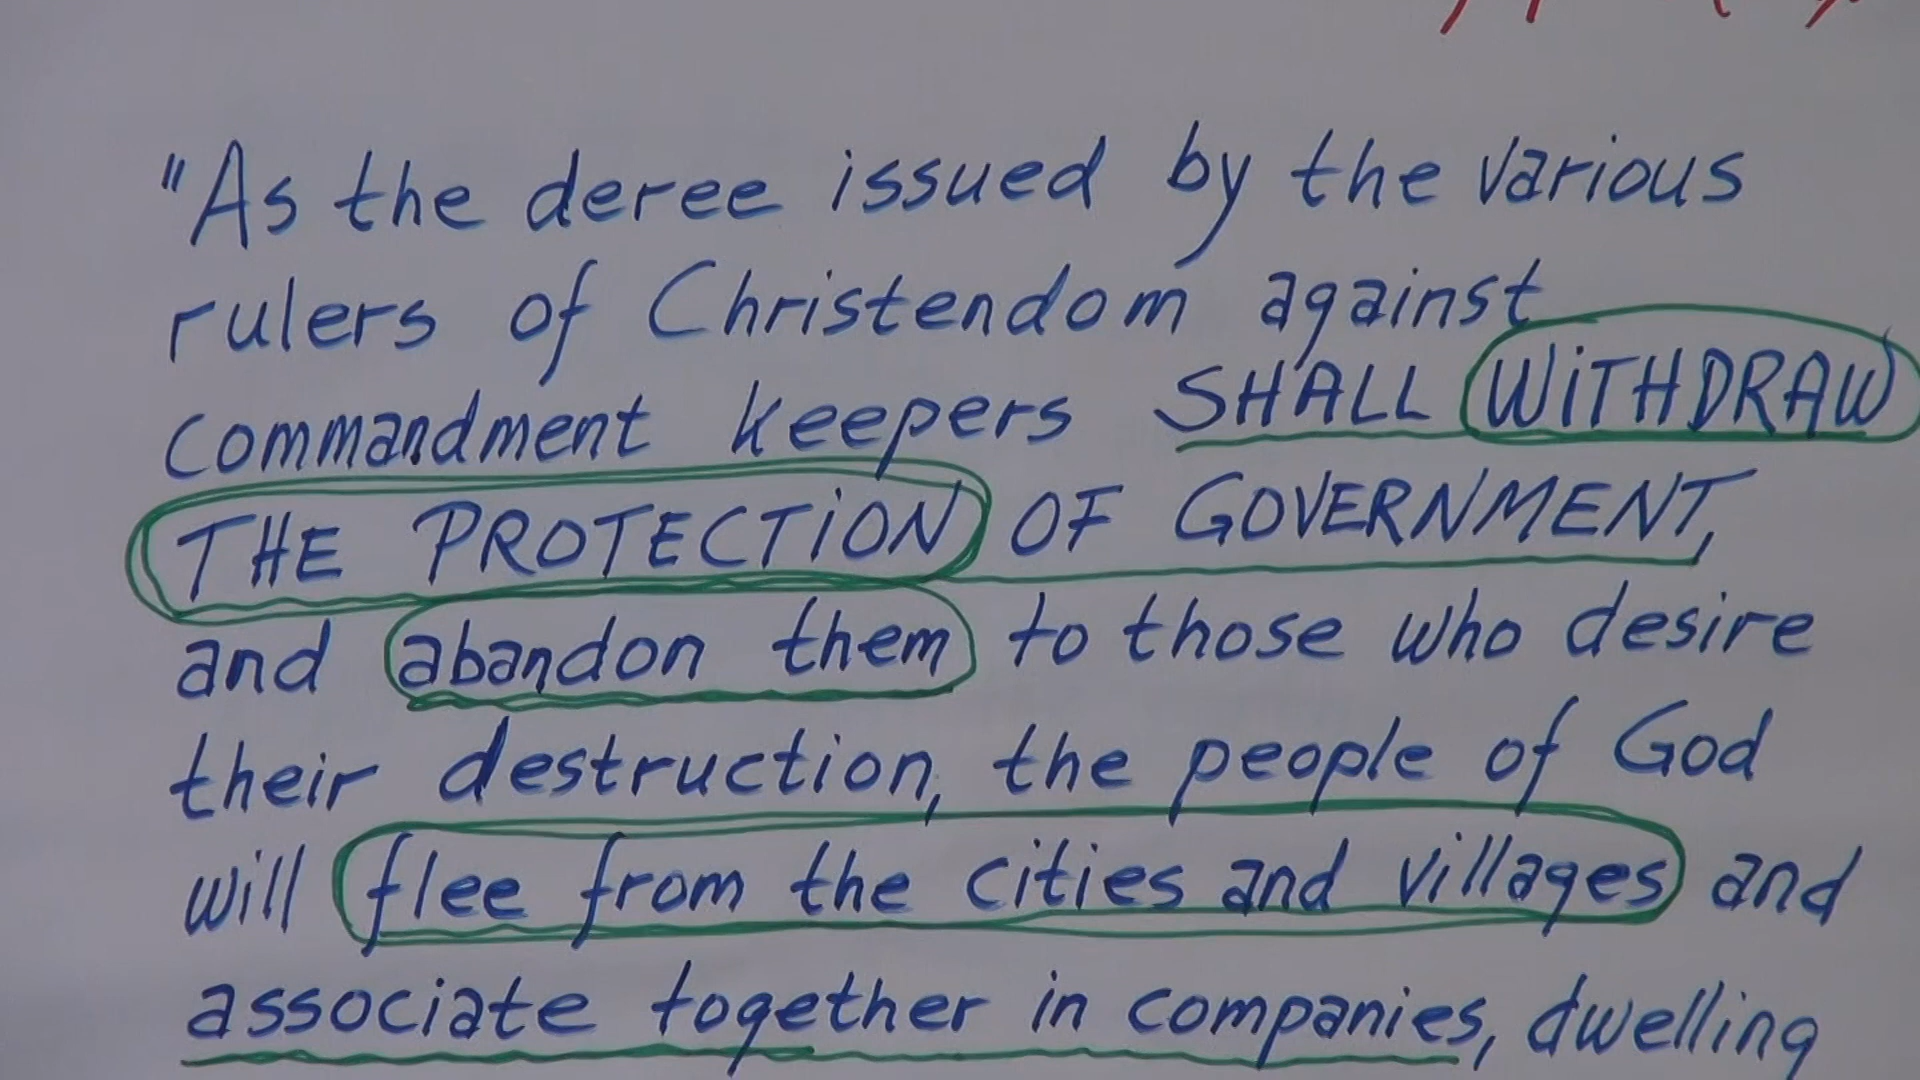 "As the deree issued by the various
rulers of Christendom against
commandment keepers SHALL WiTHDRAW
THE PROTECTiON OF GOVERNMENT,
and abandon them to those who desire
their destruction, the people of God
will flee from the cities and villages and
associate together in companies, dwelling